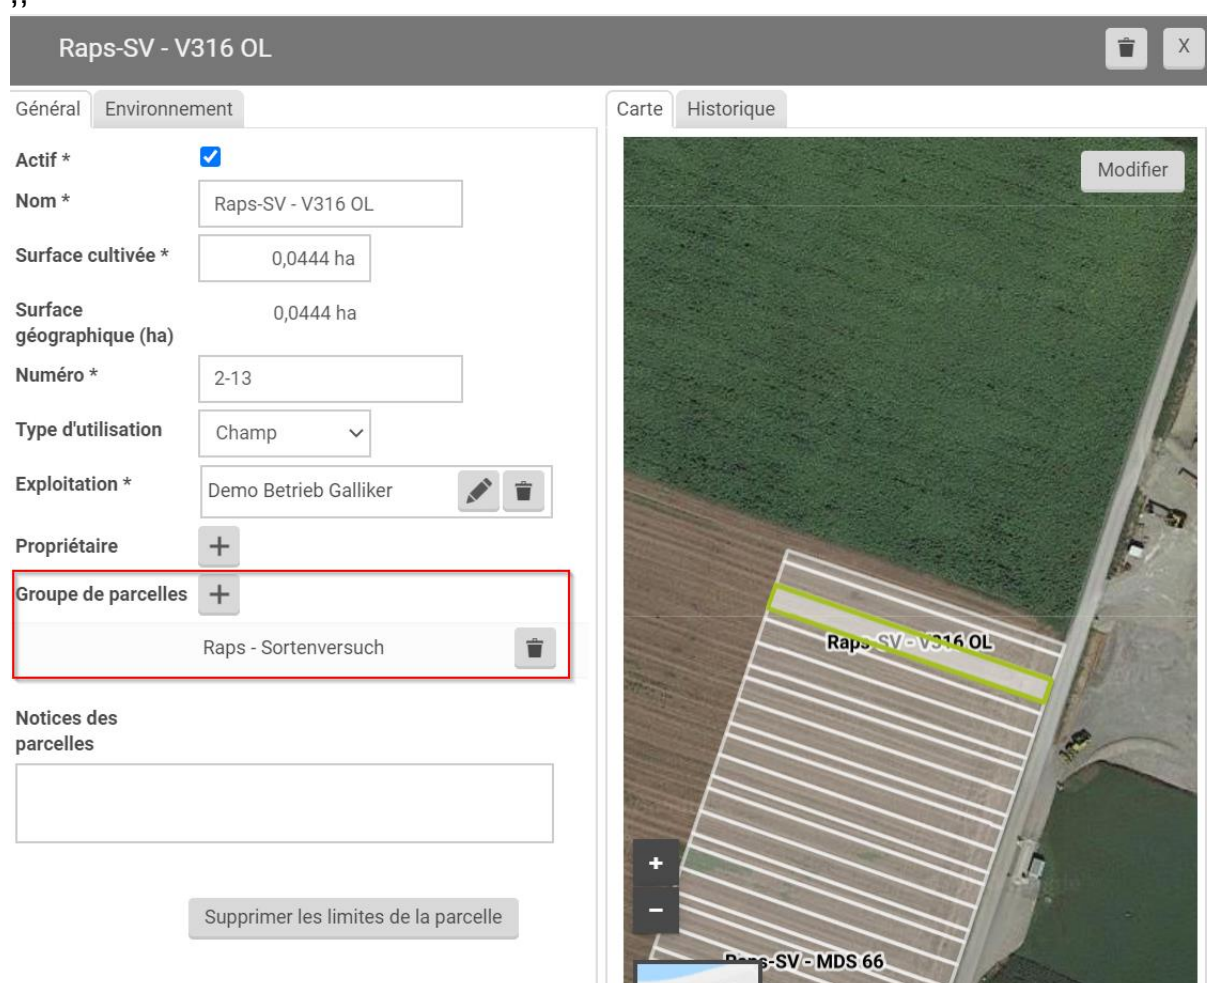 Raps-SV - V316 OL
X
Général Environnement
Carte Historique
Actif *
Modifier
Nom *
Raps-SV - V316 OL
Surface cultivée *
0,0444 ha
Surface
géographique (ha)
0,0444 ha
Numéro *
2-13
Type d'utilisation
Champ
Exploitation *
Demo Betrieb Galliker
Propriétaire
+
Groupe de parcelles
+
Raps - Sortenversuch
Notices des
parcelles
Supprimer les limites de la parcelle
Raps-SV - V316 OL
+
-
Raps-SV - MDS 66